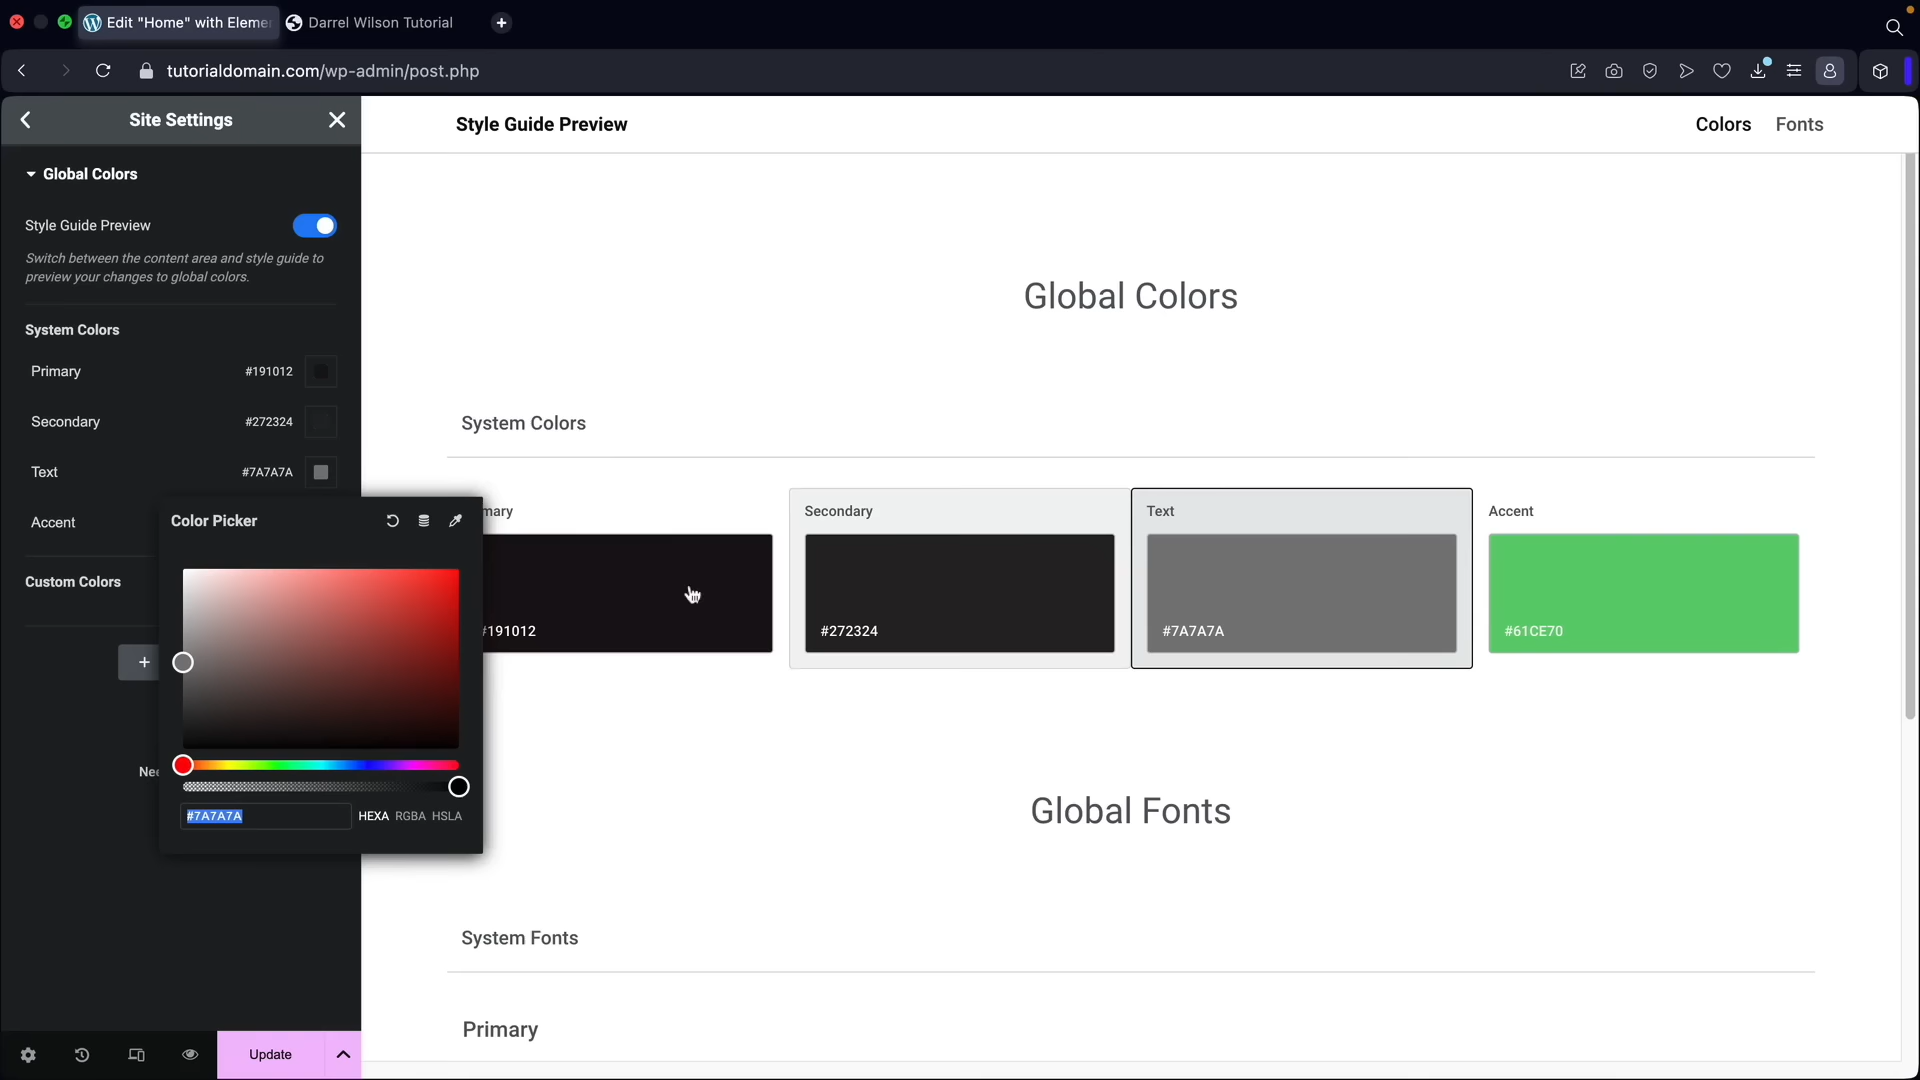 Edit "Home" with Eleme
Darrel Wilson Tutorial
tutorialdomain.com/wp-admin/post.php
Site Settings
Style Guide Preview
Colors
Fonts
Global Colors
Style Guide Preview
Switch between the content area and style guide to
preview your changes to global colors.
System Colors
Primary
#191012
Secondary
#272324
Text
#7A7A7A
Accent
Custom Colors
+
Nee
Color Picker
#7A7A7A
HEXA
RGBA
HSLA
Update
Global Colors
System Colors
mary
#191012
Secondary
#272324
Text
#7A7A7A
Accent
#61CE70
Global Fonts
System Fonts
Primary